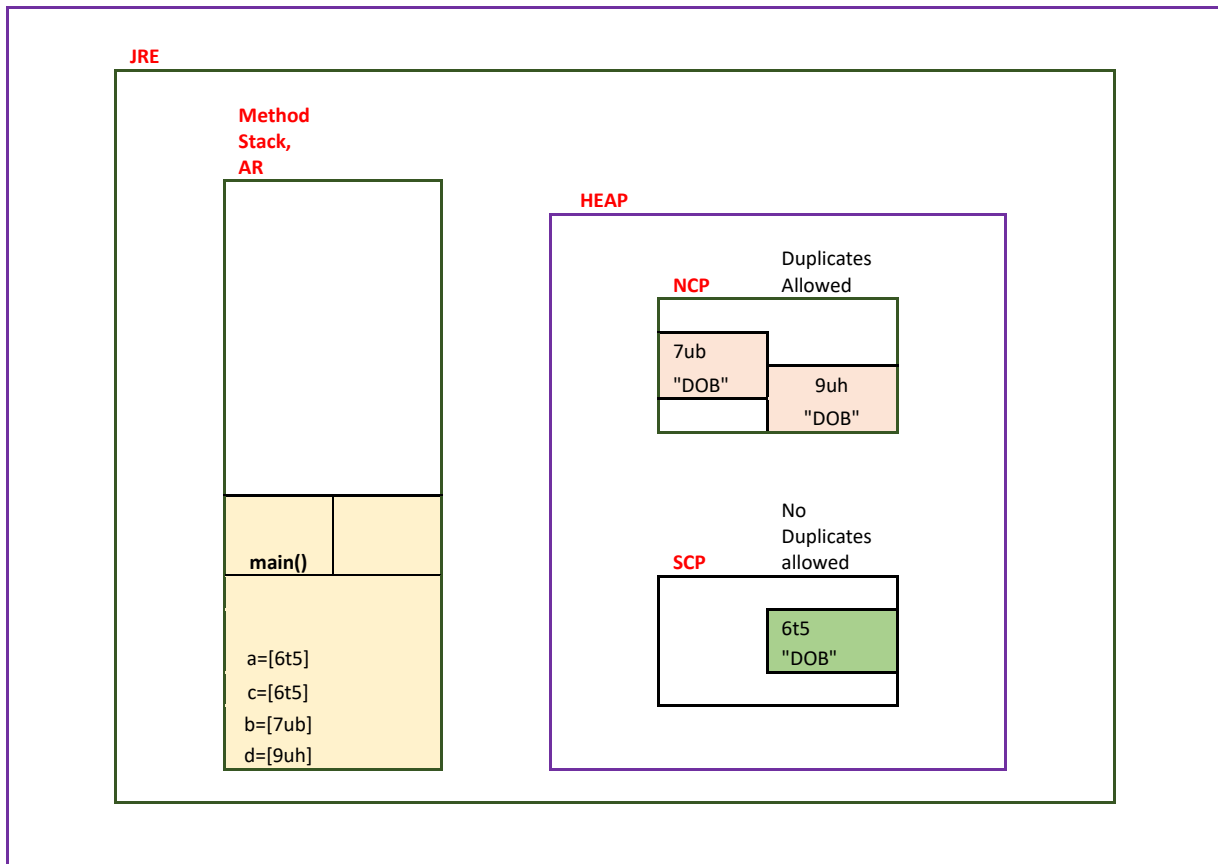 JRE
Method
Stack,
AR
HEAP
Duplicates
NCP Allowed
7ub
"DOB"
9uh
"DOB"
main()
No
Duplicates
SCP allowed
6t5
"DOB"
a=[6t5]
c=[6t5]
b=[7ub]
d=[9uh]